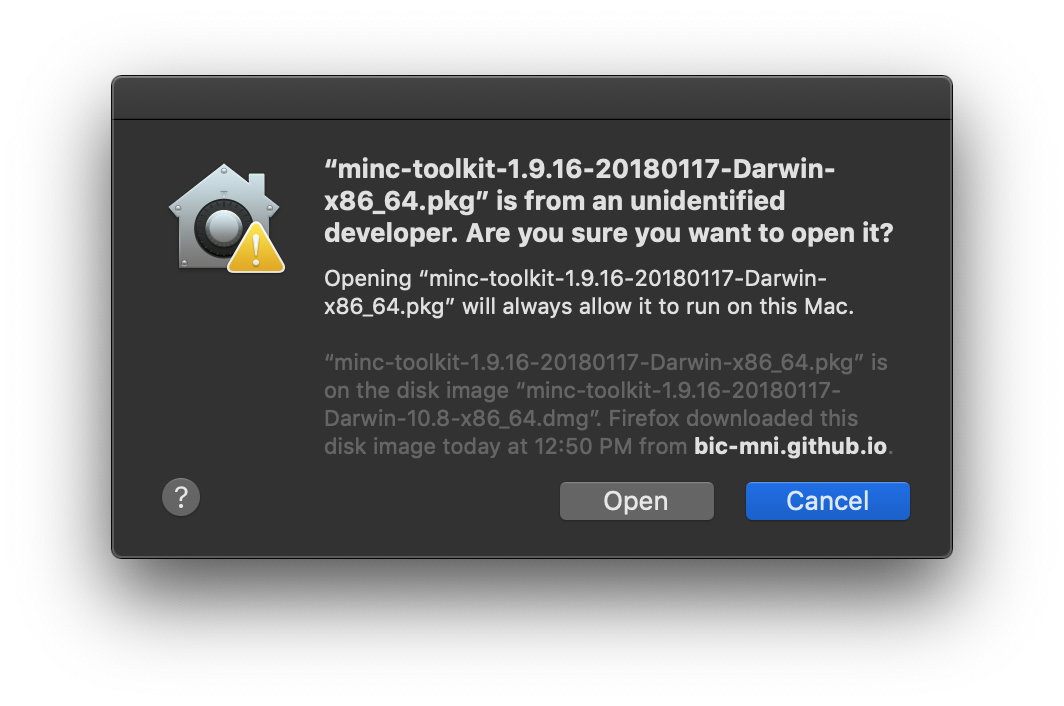 “minc-toolkit-1.9.16-20180117-Darwin-
x86_64.pkg” is from an unidentified
developer. Are you sure you want to open it?
Opening “minc-toolkit-1.9.16-20180117-Darwin-
x86_64.pkg” will always allow it to run on this Mac.
“minc-toolkit-1.9.16-20180117-Darwin-x86_64.pkg” is
on the disk image “minc-toolkit-1.9.16-20180117-
Darwin-10.8-x86_64.dmg”. Firefox downloaded this
disk image today at 12:50 PM from bic-mni.github.io.
? Open Cancel